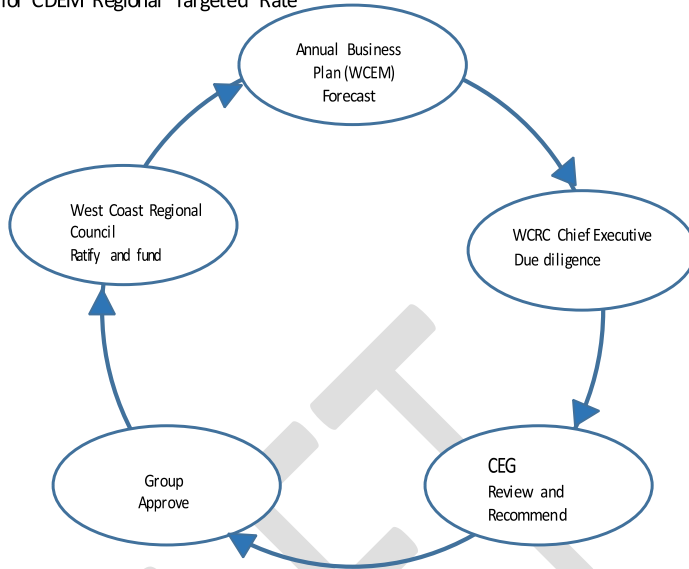 for CDEM Regional Targeted Rate
Annual Business
Plan (WCEM)
Forecast
West Coast Regional
Council
Ratify and fund
WCRC Chief Executive
Due diligence
Group
Approve
CEG
Review and
Recommend